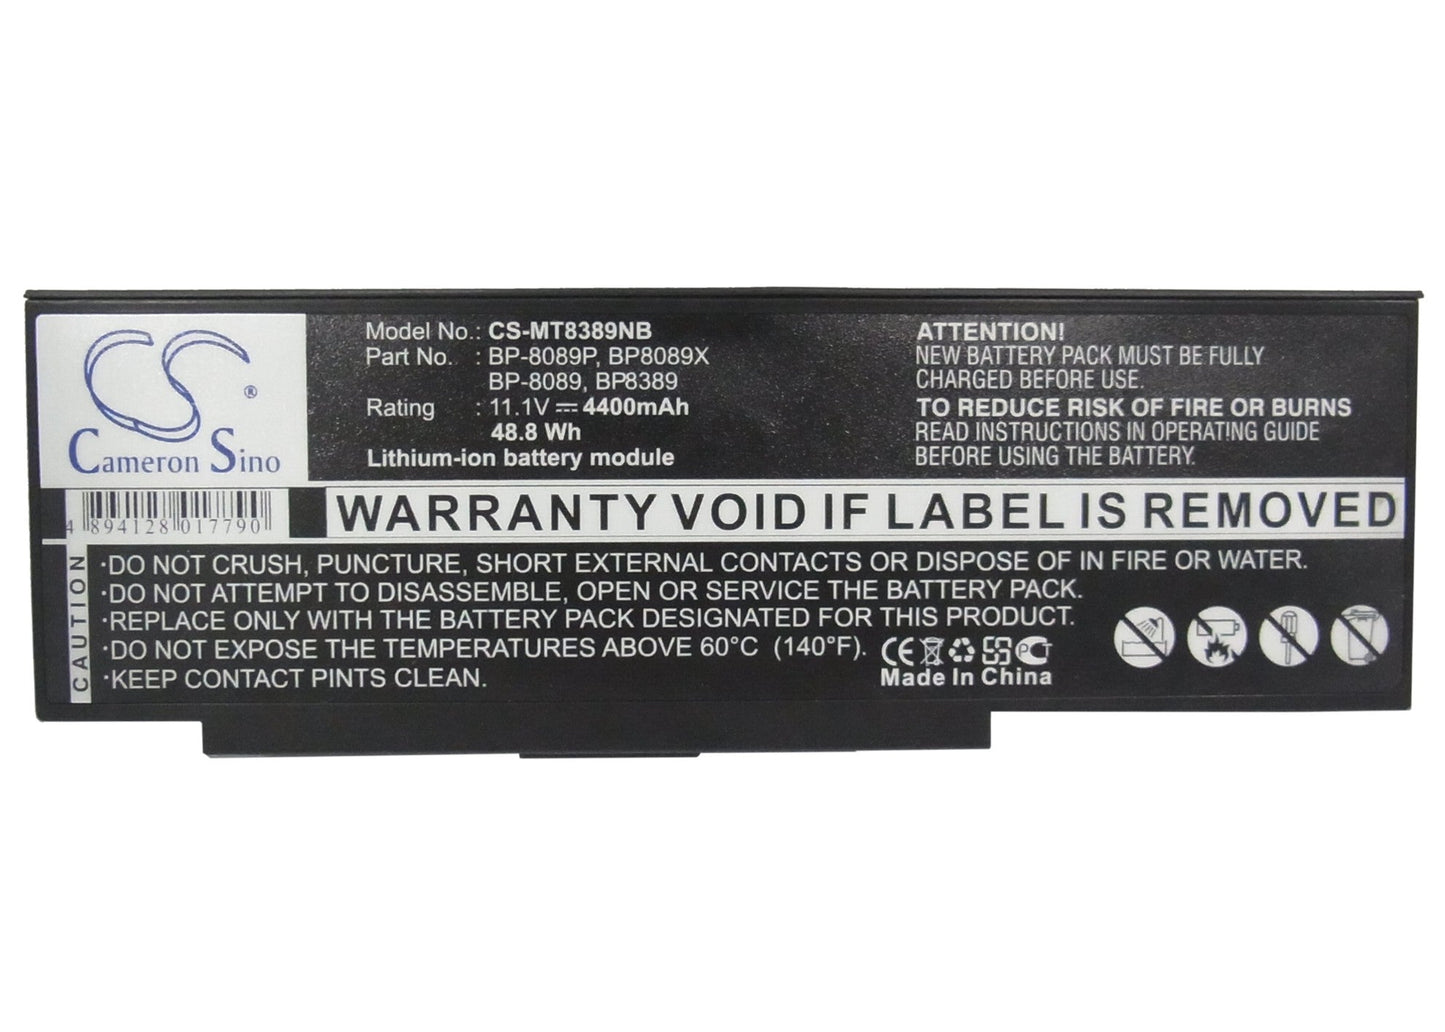 CS ®
Cameron Sino
4 894128 017790
Model No.: CS-MT8389NB
Part No. : BP-8089P, BP8089X
BP-8089, BP8389
Rating : 11.1V 4400mAh
48.8 Wh
Lithium-ion battery module
ATTENTION!
NEW BATTERY PACK MUST BE FULLY
CHARGED BEFORE USE.
TO REDUCE RISK OF FIRE OR BURNS
READ INSTRUCTIONS IN OPERATING GUIDE
BEFORE USING THE BATTERY.
WARRANTY VOID IF LABEL IS REMOVED
CAUTION
·DO NOT CRUSH, PUNCTURE, SHORT EXTERNAL CONTACTS OR DISPOSE OF IN FIRE OR WATER.
·DO NOT ATTEMPT TO DISASSEMBLE, OPEN OR SERVICE THE BATTERY PACK.
·REPLACE ONLY WITH THE BATTERY PACK DESIGNATED FOR THIS PRODUCT.
·DO NOT EXPOSE THE TEMPERATURES ABOVE 60°C (140°F).
·KEEP CONTACT PINTS CLEAN.
CE
Made In China